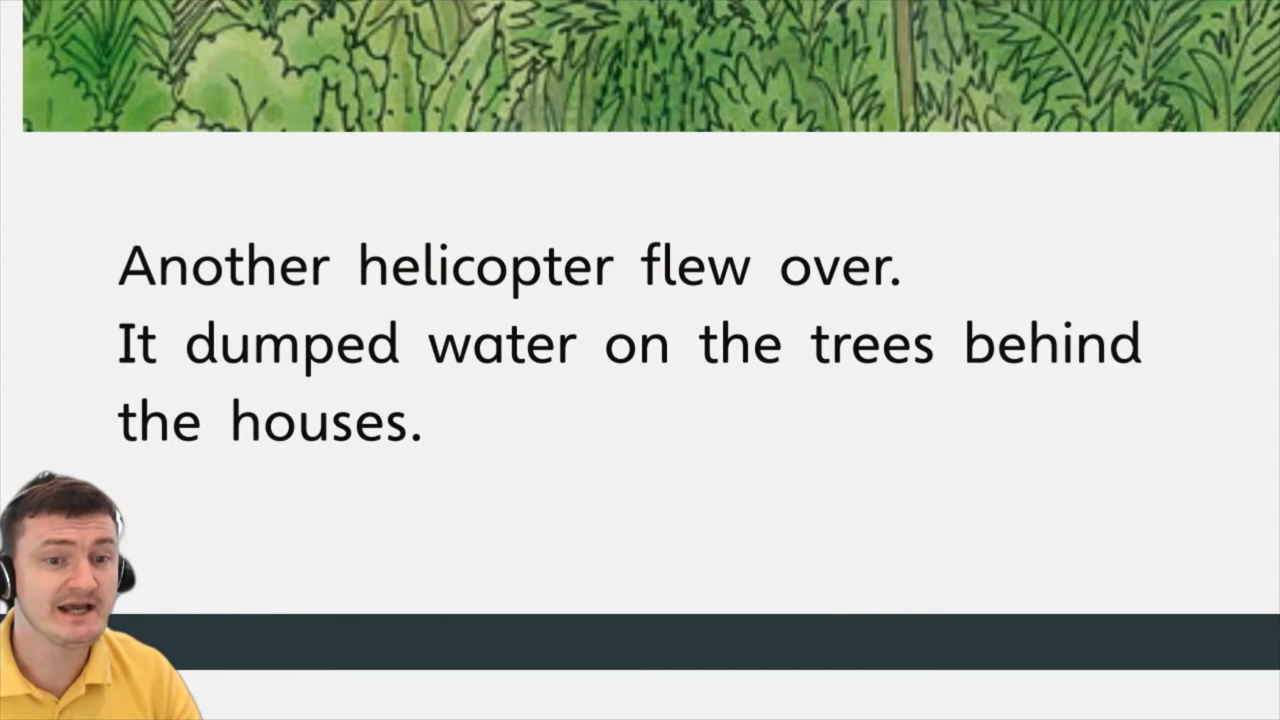 Another helicopter flew over.
It dumped water on the trees behind
the houses.